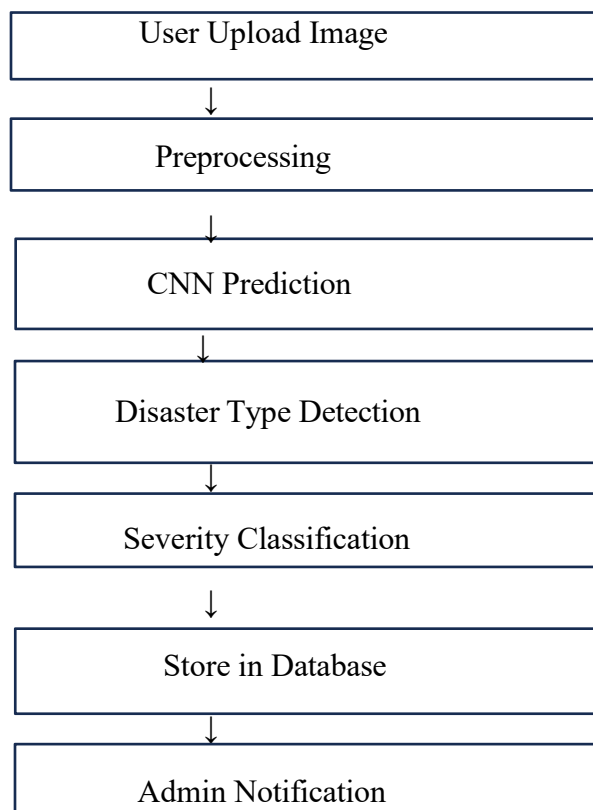 User Upload Image
↓
Preprocessing
↓
CNN Prediction
↓
Disaster Type Detection
↓
Severity Classification
↓
Store in Database
↓
Admin Notification